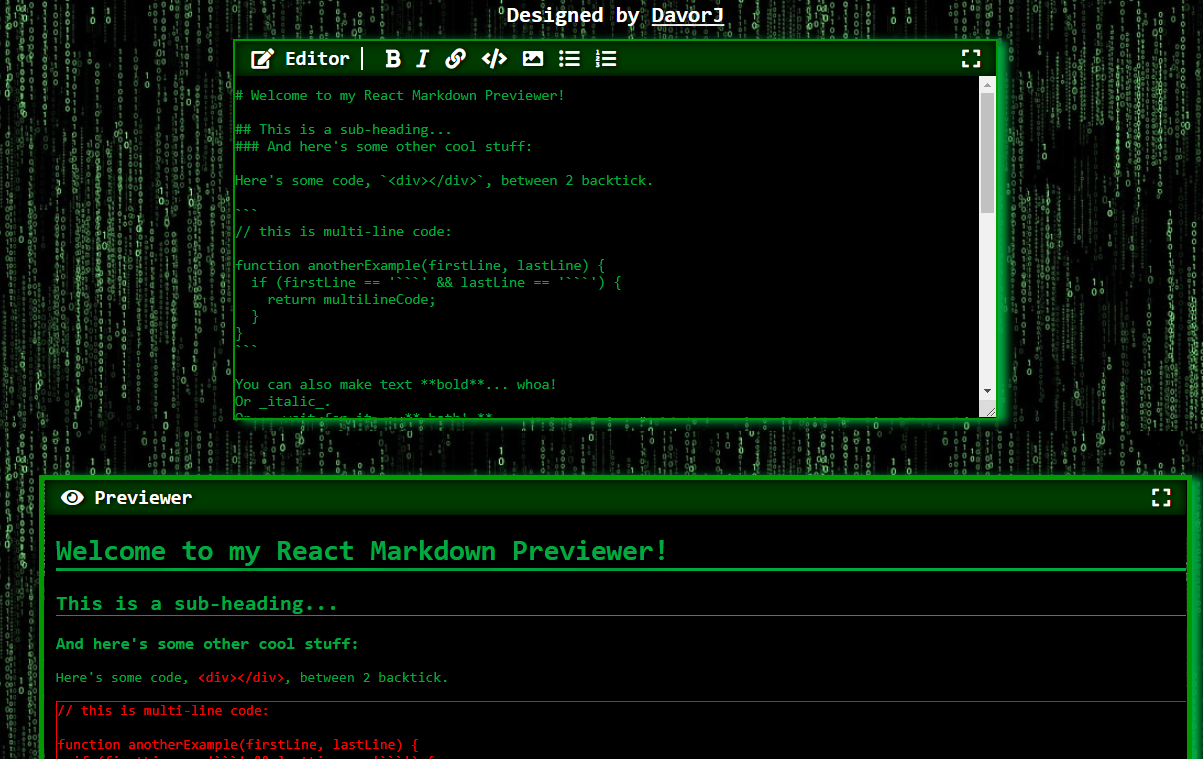 Designed by DavorJ
Editor
# Welcome to my React Markdown Previewer!
## This is a sub-heading...
### And here's some other cool stuff:
Here's some code, `<div></div>`, between 2 backtick.
```
// this is multi-line code:
function anotherExample(firstLine, lastLine) {
  if (firstLine == '```' && lastLine == '```') {
    return multiLineCode;
  }
}
```
You can also make text **bold**... whoa!
Or _italic_.
Previewer
Welcome to my React Markdown Previewer!
This is a sub-heading...
And here's some other cool stuff:
Here's some code, <div></div>, between 2 backtick.
// this is multi-line code:
function anotherExample(firstLine, lastLine) {